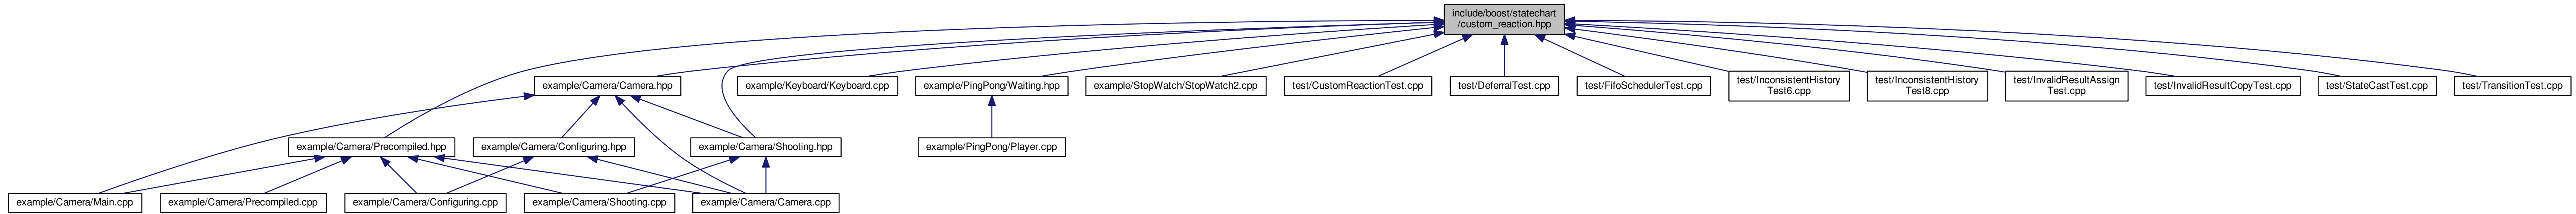 include/boost/statechart
/custom_reaction.hpp
example/Camera/Camera.hpp
example/Keyboard/Keyboard.cpp
example/PingPong/Waiting.hpp
example/StopWatch/StopWatch2.cpp
test/CustomReactionTest.cpp
test/DeferralTest.cpp
test/FifoSchedulerTest.cpp
test/InconsistentHistory
Test6.cpp
test/InconsistentHistory
Test8.cpp
test/InvalidResultAssign
Test.cpp
test/InvalidResultCopyTest.cpp
test/StateCastTest.cpp
test/TransitionTest.cpp
example/Camera/Precompiled.hpp
example/Camera/Configuring.hpp
example/Camera/Shooting.hpp
example/PingPong/Player.cpp
example/Camera/Main.cpp
example/Camera/Precompiled.cpp
example/Camera/Configuring.cpp
example/Camera/Shooting.cpp
example/Camera/Camera.cpp